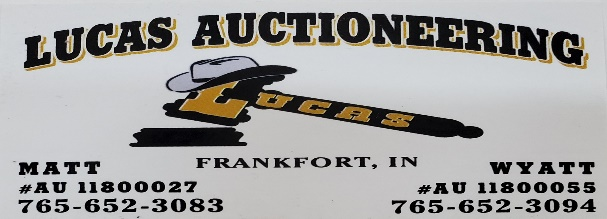 LUCAS AUCTIONEERING
LUCAS
FRANKFORT, IN
MATT
#AU 11800027
765-652-3083
WYATT
#AU 11800055
765-652-3094